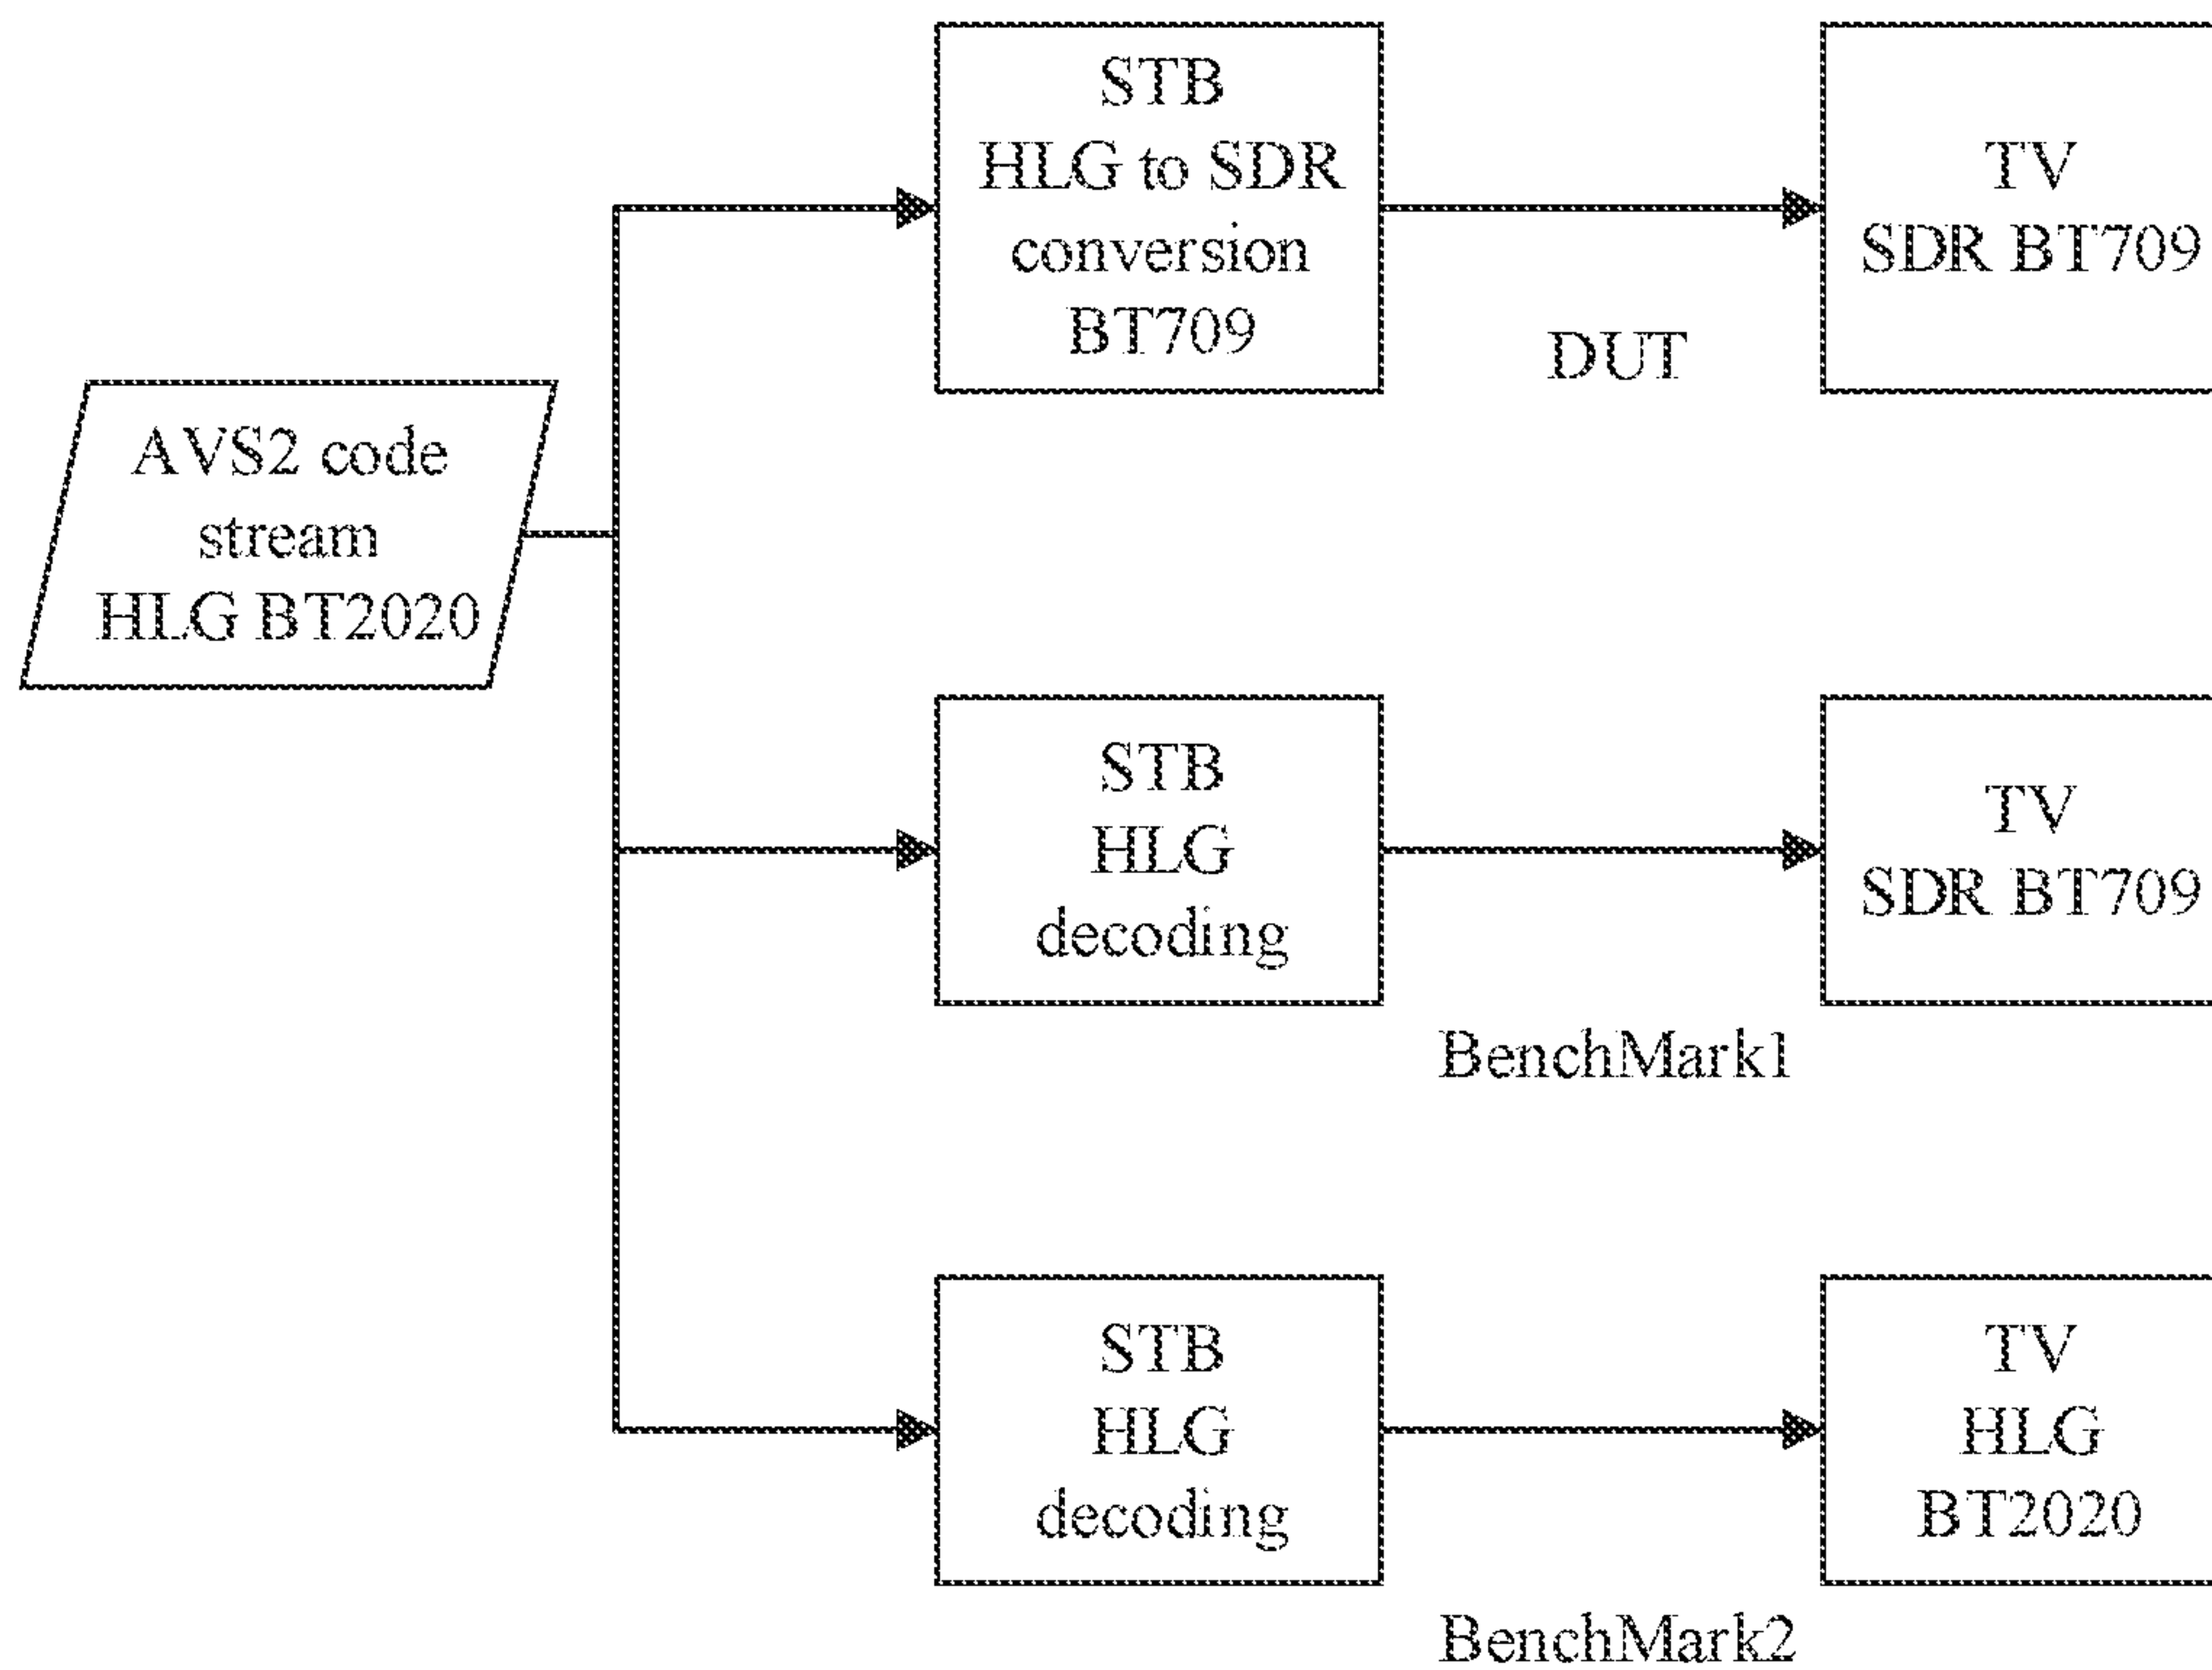 STB
HLG to SDR
conversion
BT709
TV
SDR BT709
DUT
AVS2 code
stream
HLG BT2020
STB
HLG
decoding
TV
SDR BT709
BenchMark1
STB
HLG
decoding
TV
HLG
BT2020
BenchMark2